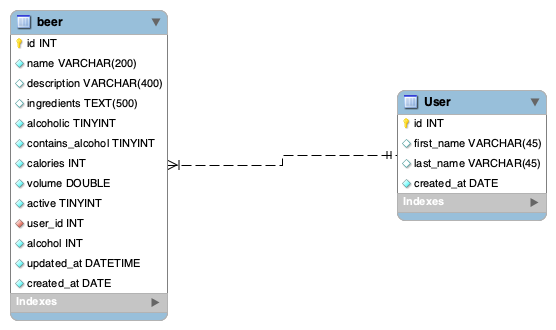 beer
id INT
name VARCHAR(200)
description VARCHAR(400)
ingredients TEXT(500)
alcoholic TINYINT
contains_alcohol TINYINT
calories INT
volume DOUBLE
active TINYINT
user_id INT
alcohol INT
updated_at DATETIME
created_at DATE
Indexes
User
id INT
first_name VARCHAR(45)
last_name VARCHAR(45)
created_at DATE
Indexes